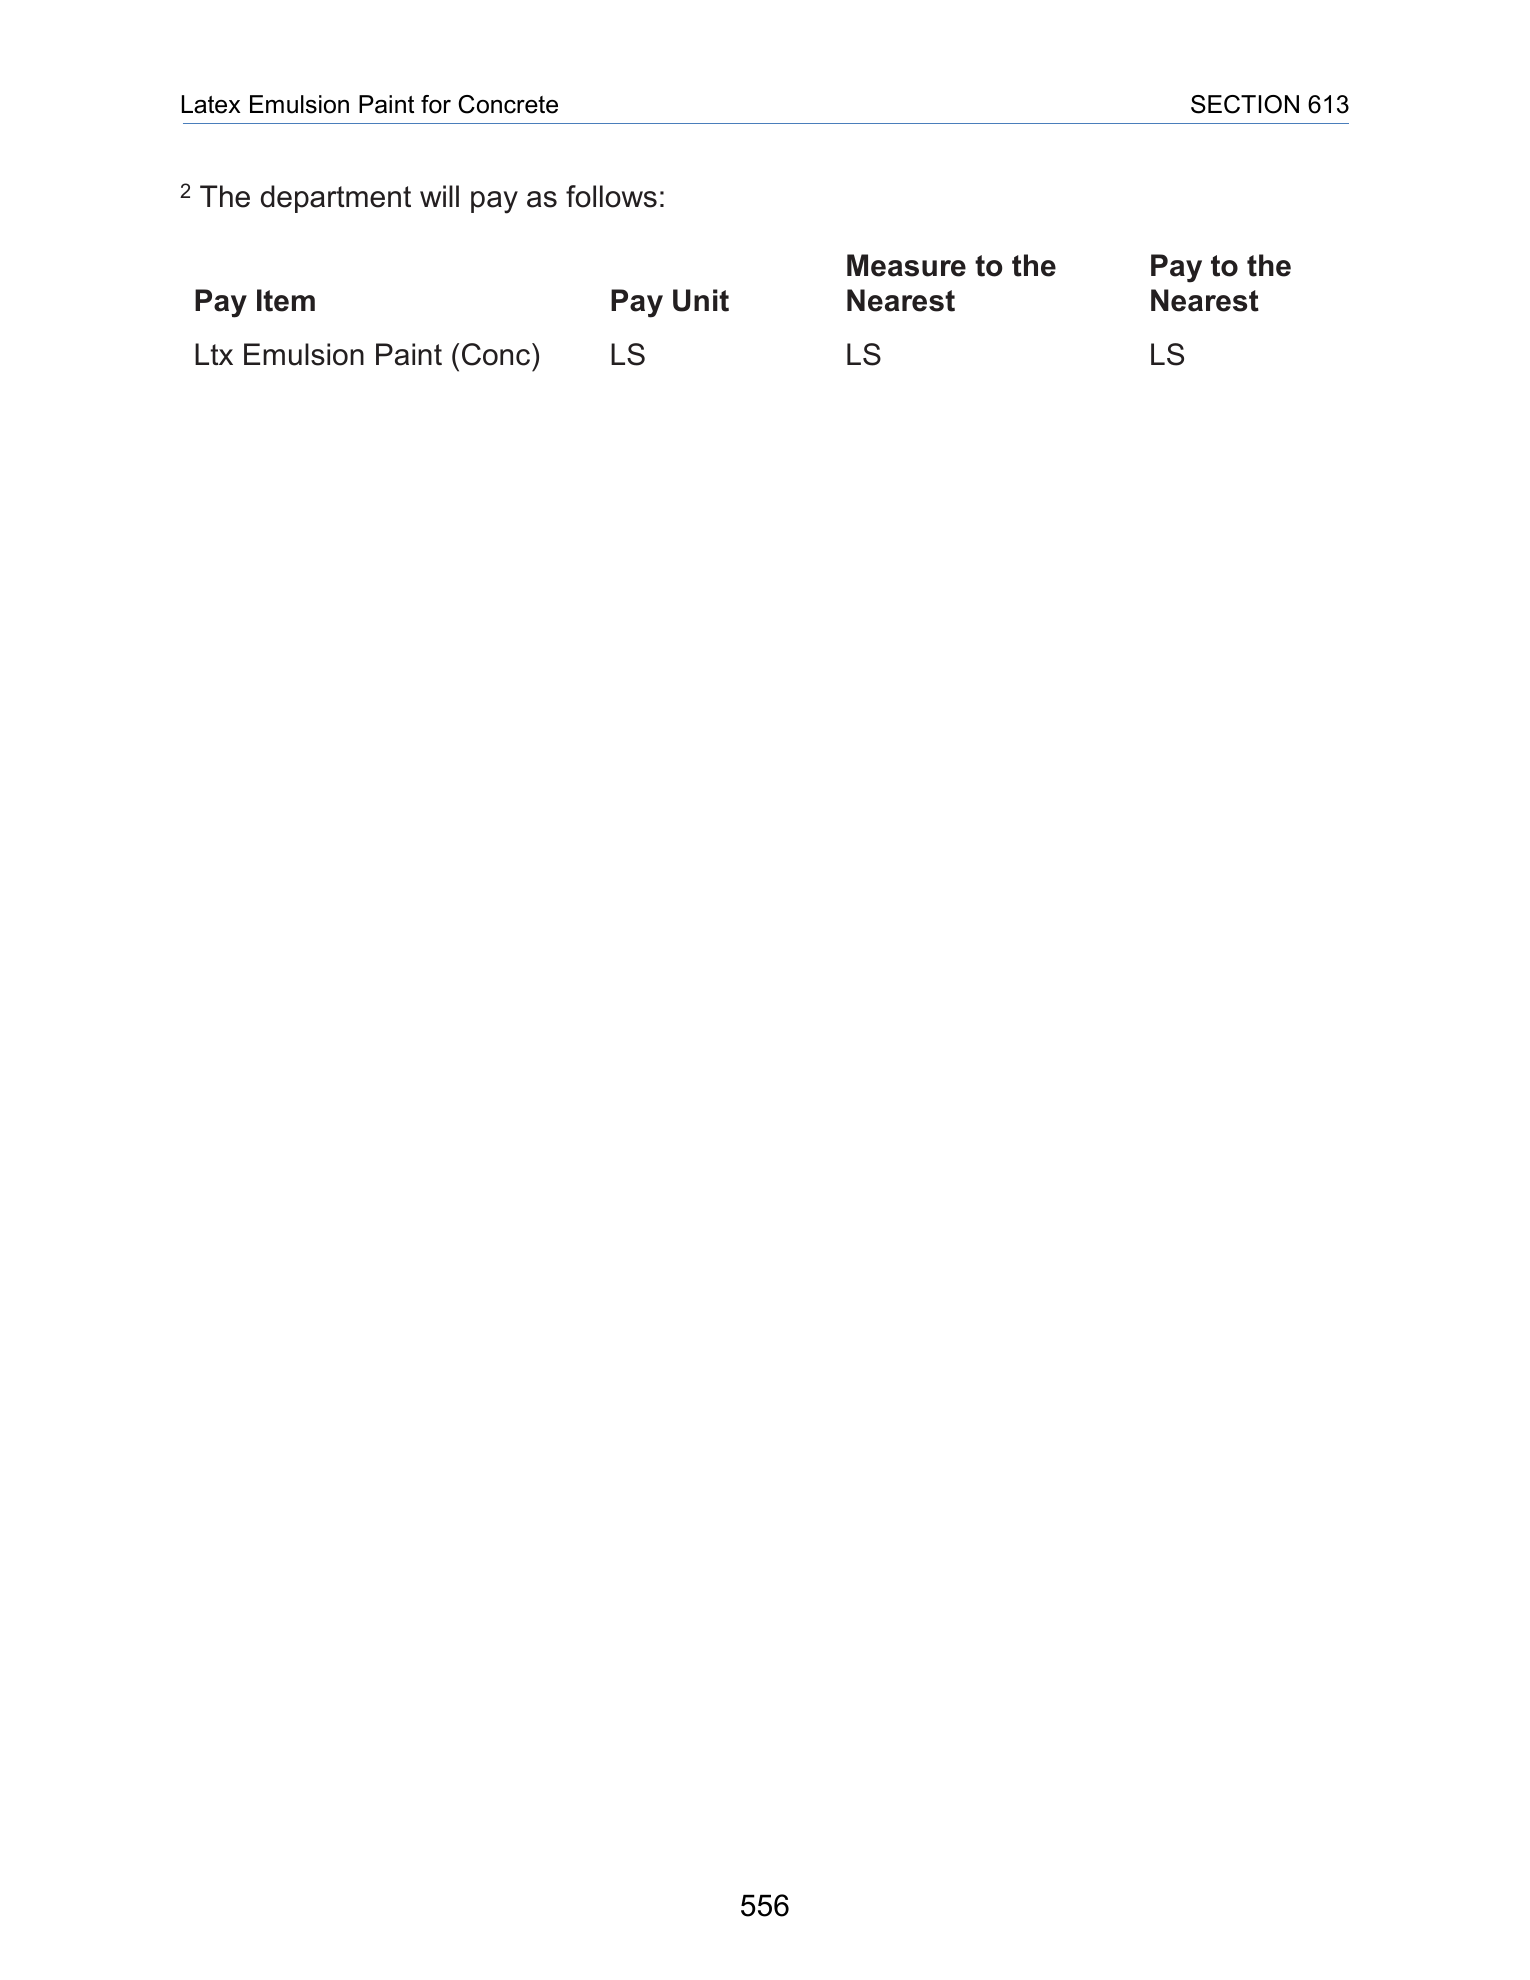 Latex Emulsion Paint for Concrete SECTION 613
2 The department will pay as follows:
Measure to the Pay to the
Pay Item Pay Unit Nearest Nearest
Ltx Emulsion Paint (Conc) LS LS LS
556